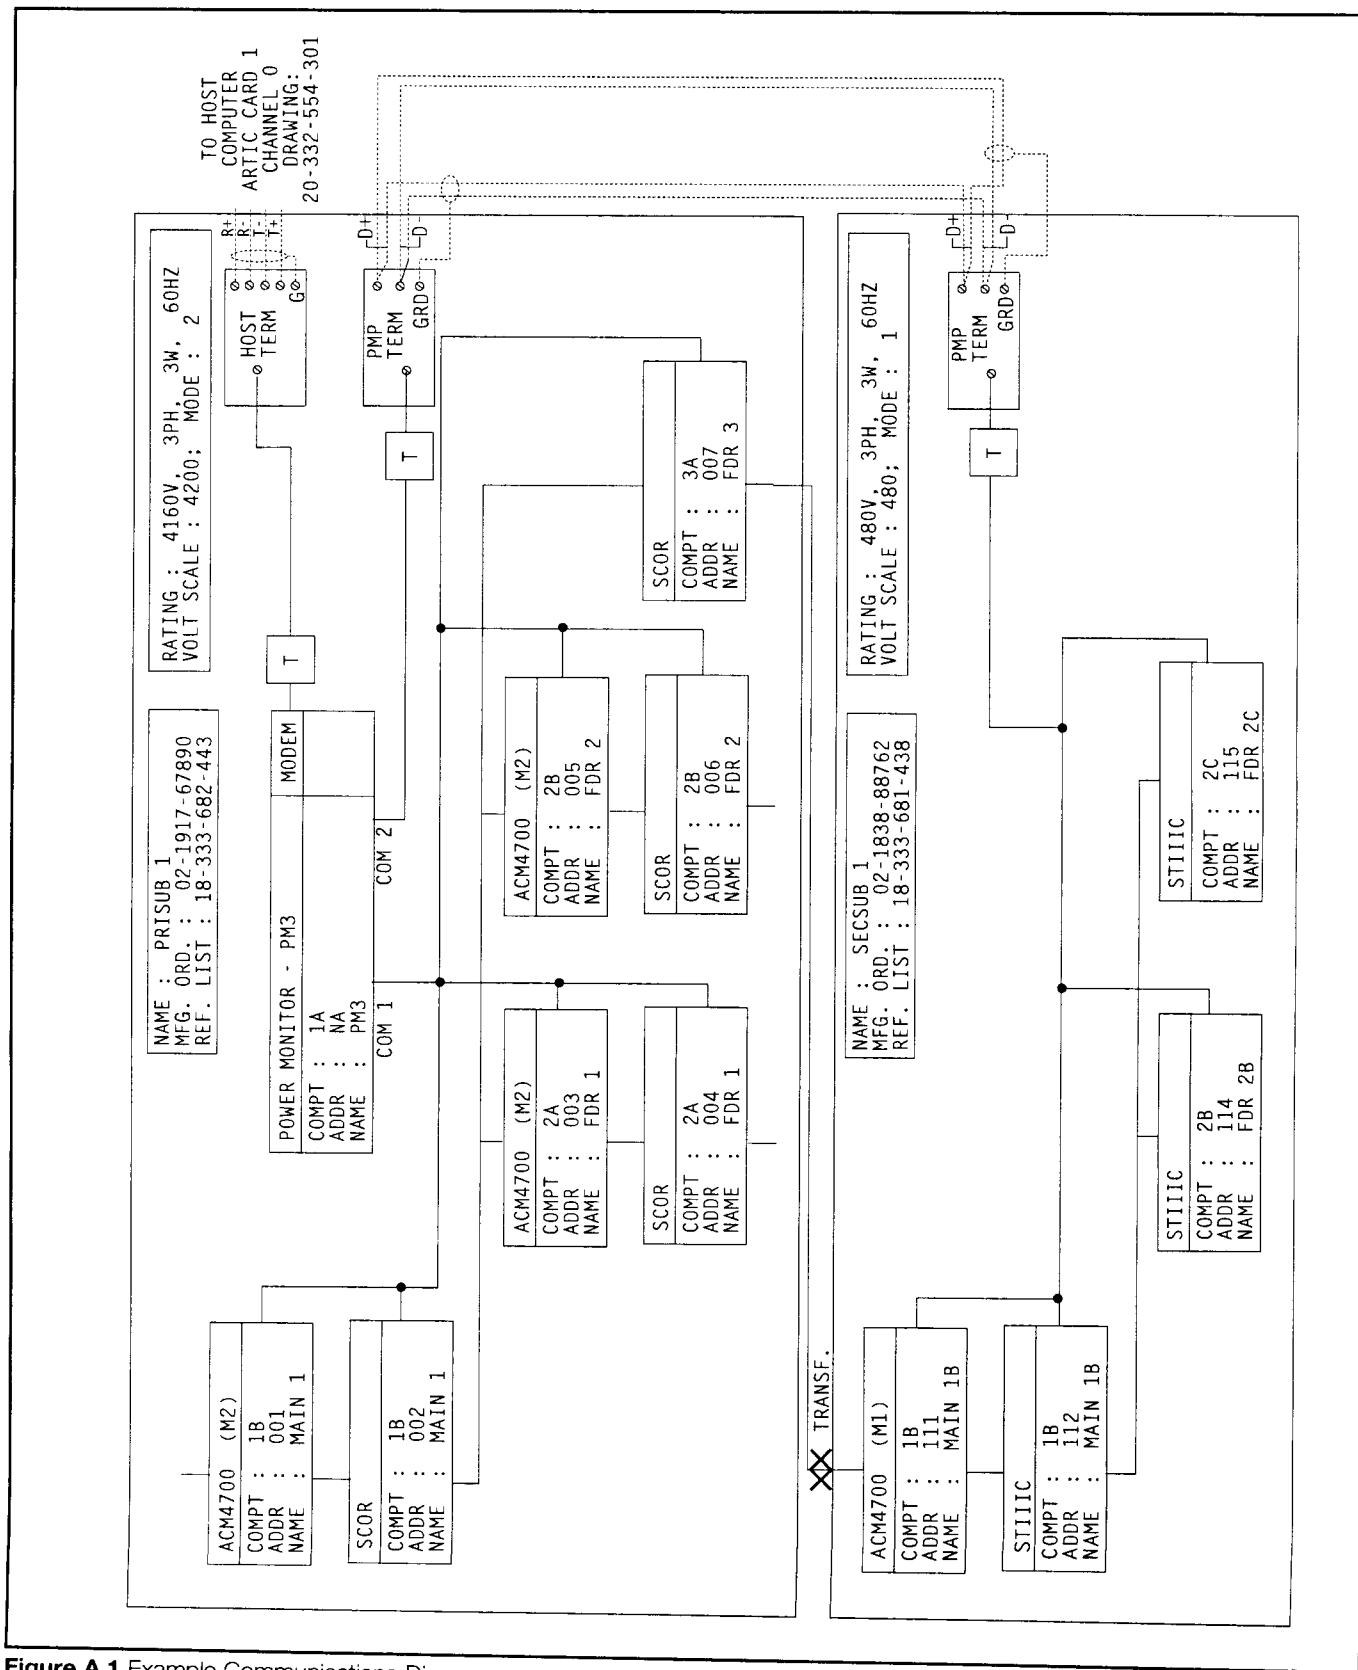 TO HOST
COMPUTER
ARTIC CARD 1
CHANNEL 0
DRAWING:
20-332-554-301
NAME : PRISUB 1
MFG. ORD. : 02-1917-67890
REF. LIST : 18-333-682-443
RATING : 4160V, 3PH, 3W, 60HZ
VOLT SCALE : 4200; MODE : 2
R+
R-
T-
T+
G
HOST
TERM
T
POWER MONITOR - PM3
MODEM
COMPT : 1A
ADDR : NA
NAME : PM3
COM 1
COM 2
T
PMP
TERM
GRD
D+
D-
ACM4700 (M2)
COMPT : 1B
ADDR : 001
NAME : MAIN 1
SCOR
COMPT : 1B
ADDR : 002
NAME : MAIN 1
ACM4700 (M2)
COMPT : 2A
ADDR : 003
NAME : FDR 1
SCOR
COMPT : 2A
ADDR : 004
NAME : FDR 1
ACM4700 (M2)
COMPT : 2B
ADDR : 005
NAME : FDR 2
SCOR
COMPT : 2B
ADDR : 006
NAME : FDR 2
SCOR
COMPT : 3A
ADDR : 007
NAME : FDR 3
TRANSF.
NAME : SECSUB 1
MFG. ORD. : 02-1838-88762
REF. LIST : 18-333-681-438
RATING : 480V, 3PH, 3W, 60HZ
VOLT SCALE : 480; MODE : 1
T
PMP
TERM
GRD
D+
D-
ACM4700 (M1)
COMPT : 1B
ADDR : 111
NAME : MAIN 1B
STIIIC
COMPT : 1B
ADDR : 112
NAME : MAIN 1B
STIIIC
COMPT : 2B
ADDR : 114
NAME : FDR 2B
STIIIC
COMPT : 2C
ADDR : 115
NAME : FDR 2C
Figure A.1 Example Communications